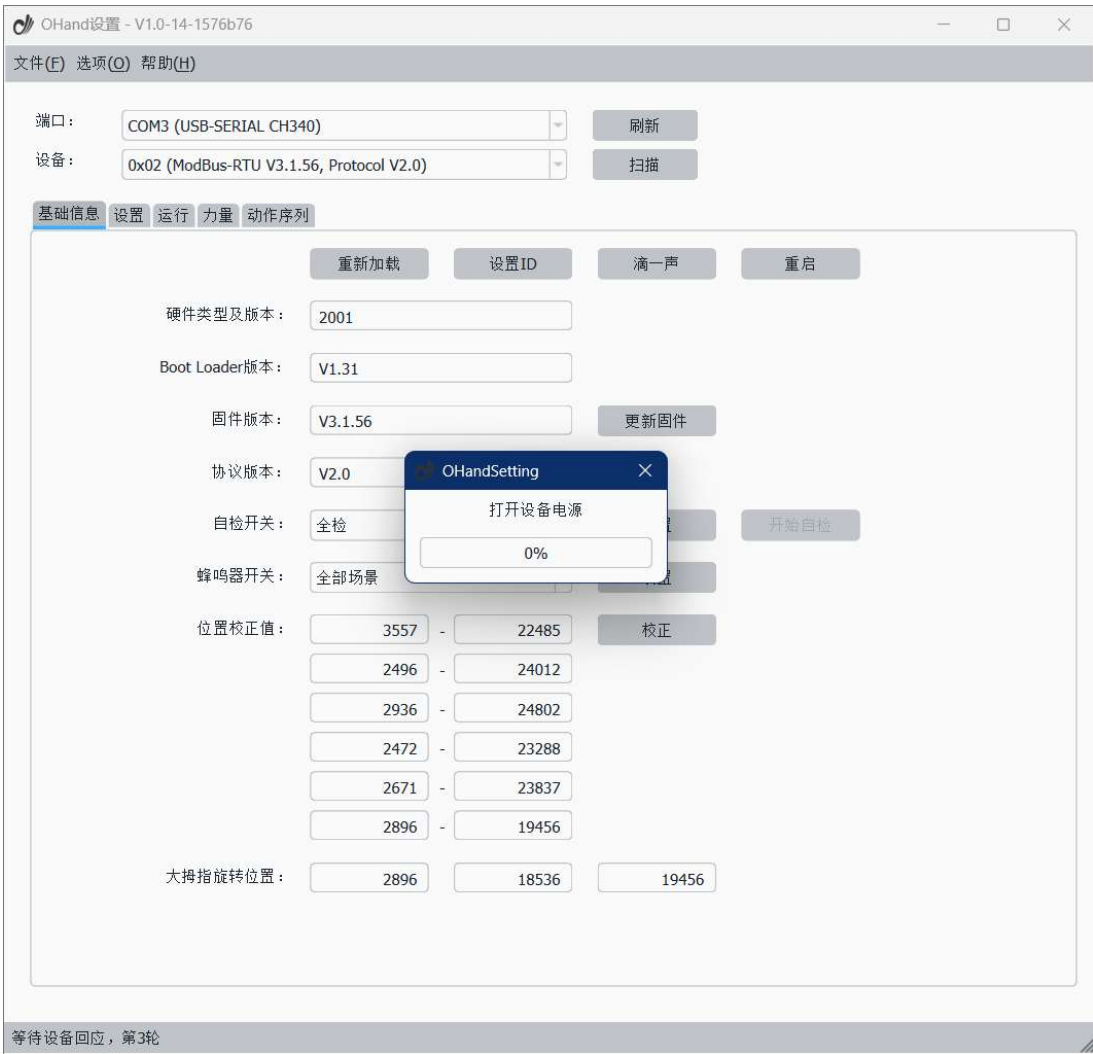 OHand设置 - V1.0-14-1576b76
文件(F) 选项(O) 帮助(H)
端口： COM3 (USB-SERIAL CH340) 刷新
设备： 0x02 (ModBus-RTU V3.1.56, Protocol V2.0) 扫描
基础信息 设置 运行 力量 动作序列
重新加载 设置ID 滴一声 重启
硬件类型及版本： 2001
Boot Loader版本： V1.31
固件版本： V3.1.56 更新固件
协议版本： V2.0
OHandSetting
打开设备电源
0%
自检开关： 全检 置 开始自检
蜂鸣器开关： 全部场景 置
位置校正值： 3557 - 22485 校正
2496 - 24012
2936 - 24802
2472 - 23288
2671 - 23837
2896 - 19456
大拇指旋转位置： 2896 18536 19456
等待设备回应，第3轮